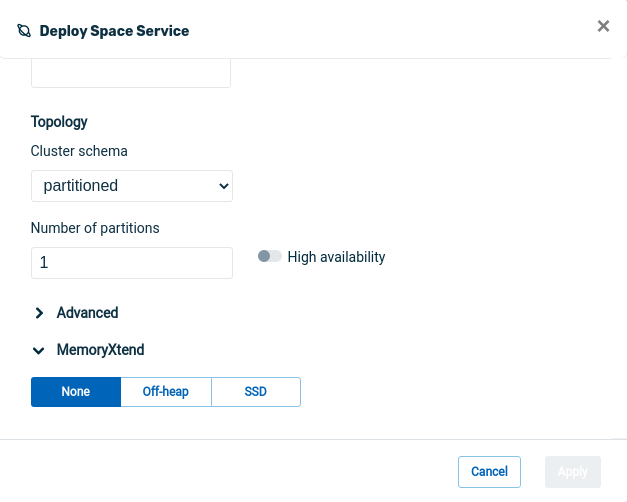 Deploy Space Service
Topology
Cluster schema
partitioned
Number of partitions
1
High availability
Advanced
MemoryXtend
None Off-heap SSD
Cancel Apply